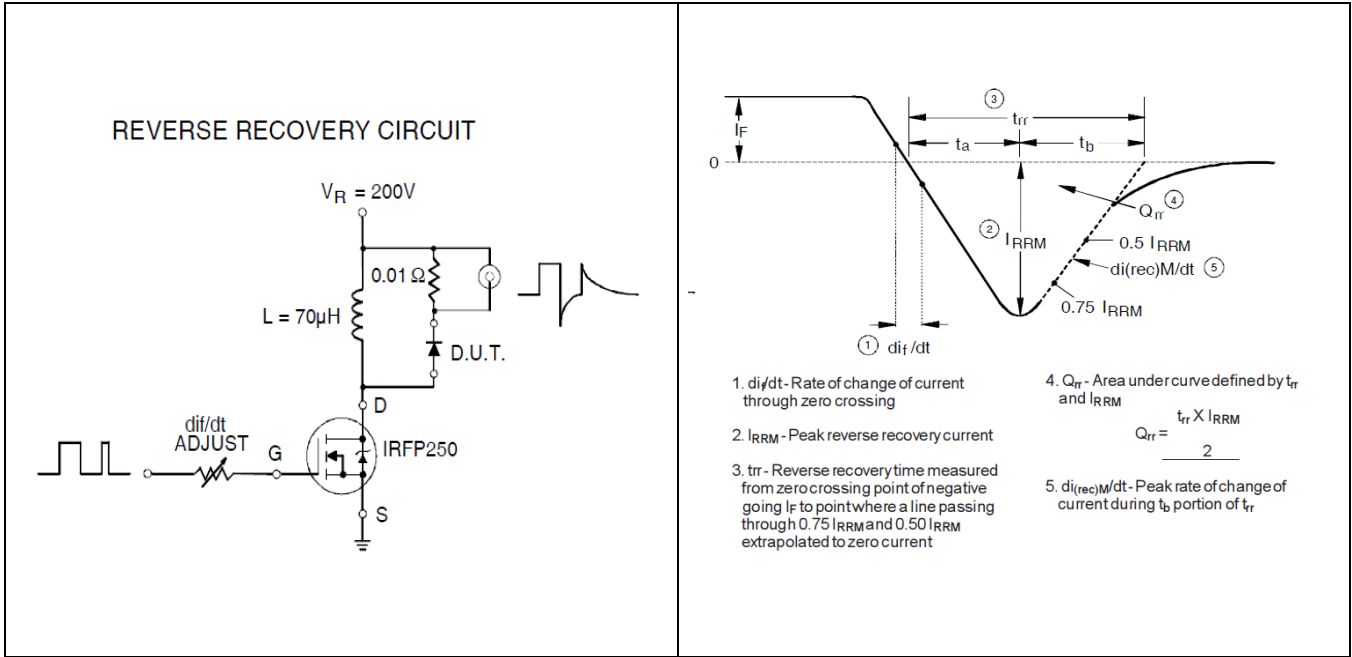 REVERSE RECOVERY CIRCUIT
VR = 200V
0.01 Ω
L = 70µH
D.U.T.
D
dif/dt
ADJUST
G
IRFP250
S
3
trr
IF
ta
tb
0
Qrr 4
2 IRRM
0.5 IRRM
di(rec)M/dt 5
0.75 IRRM
1 dif/dt
1. dif/dt - Rate of change of current
through zero crossing
2. IRRM - Peak reverse recovery current
3. trr - Reverse recovery time measured
from zero crossing point of negative
going IF to point where a line passing
through 0.75 IRRM and 0.50 IRRM
extrapolated to zero current
4. Qrr - Area under curve defined by trr
and IRRM
trr X IRRM
Qrr =
2
5. di(rec)M/dt - Peak rate of change of
current during tb portion of trr